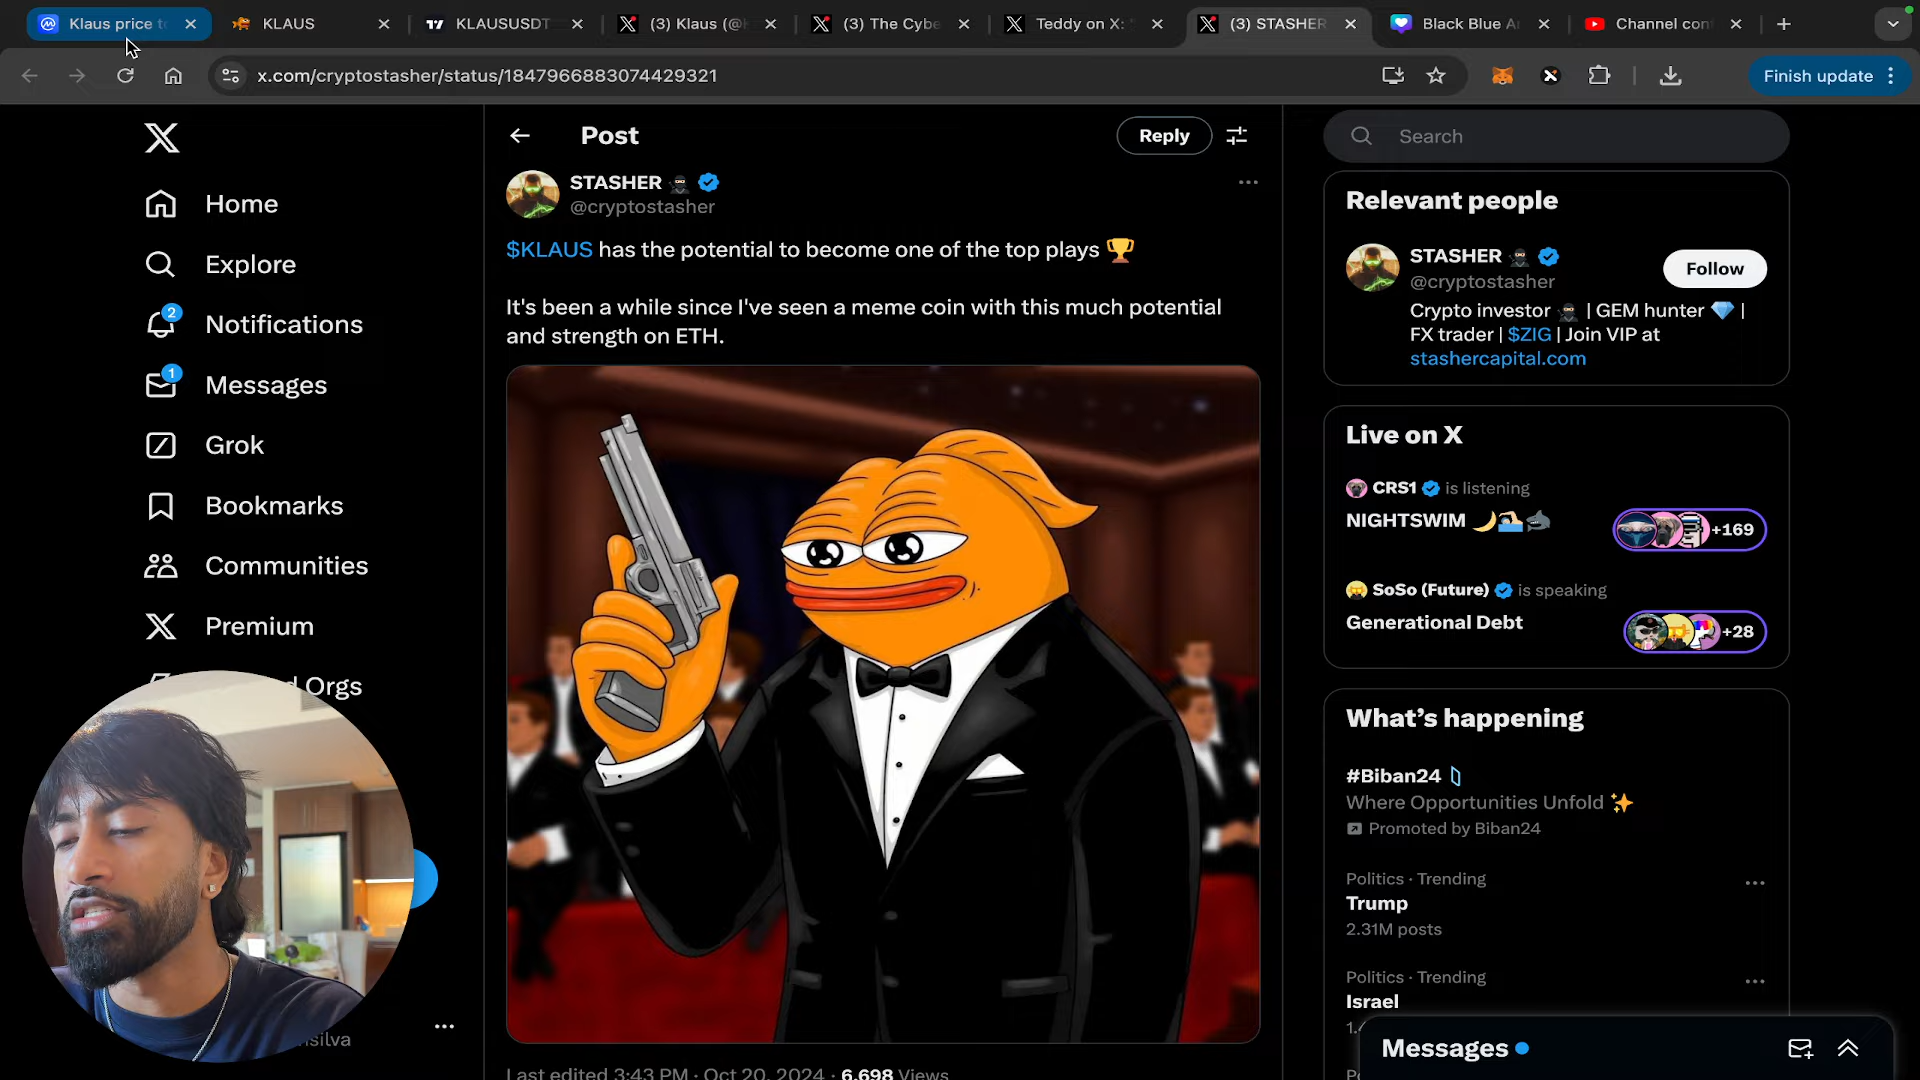 Klaus price to
KLAUS
KLAUSUSDT
(3) Klaus (@
(3) The Cybe
Teddy on X: "
(3) STASHER
Black Blue A
Channel con
x.com/cryptostasher/status/1847966883074429321
Finish update
Home
Explore
2
Notifications
1
Messages
Grok
Bookmarks
Communities
Premium
d Orgs
nsilva
Post
Reply
STASHER
@cryptostasher
$KLAUS has the potential to become one of the top plays 🏆
It's been a while since I've seen a meme coin with this much potential
and strength on ETH.
Last edited 3:43 PM · Oct 20, 2024 · 6,698 Views
Search
Relevant people
STASHER
@cryptostasher
Follow
Crypto investor 🥷 | GEM hunter 💎 |
FX trader | $ZIG | Join VIP at
stashercapital.com
Live on X
CRS1 is listening
NIGHTSWIM 🌙🏊🦈
+169
SoSo (Future) is speaking
Generational Debt
+28
What's happening
#Biban24
Where Opportunities Unfold ✨
Promoted by Biban24
Politics · Trending
Trump
2.31M posts
Politics · Trending
Israel
Messages